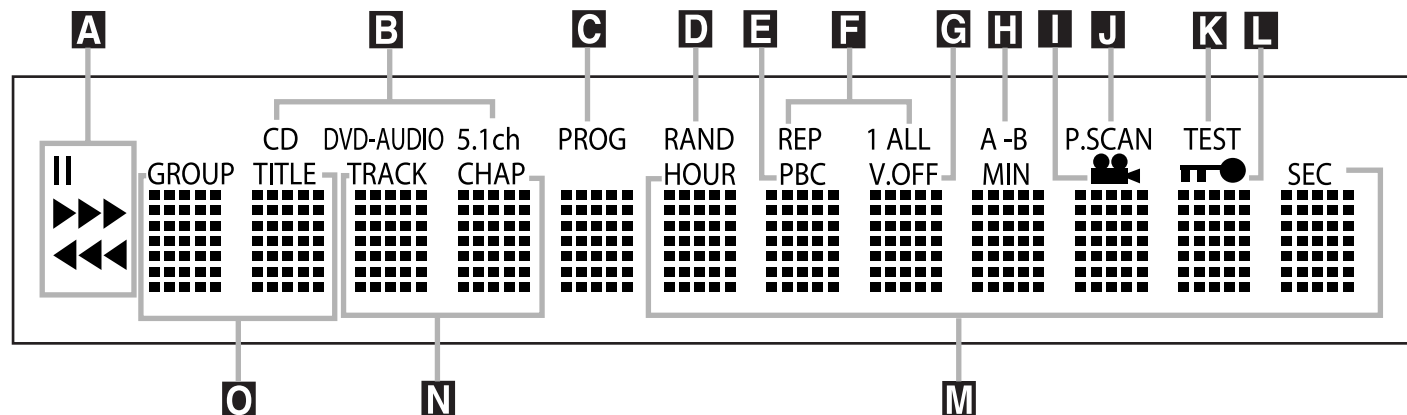 A B C D E F G H I J K L
CD DVD-AUDIO 5.1ch PROG RAND REP 1 ALL A -B P.SCAN TEST
GROUP TITLE TRACK CHAP HOUR PBC V.OFF MIN SEC
O N M